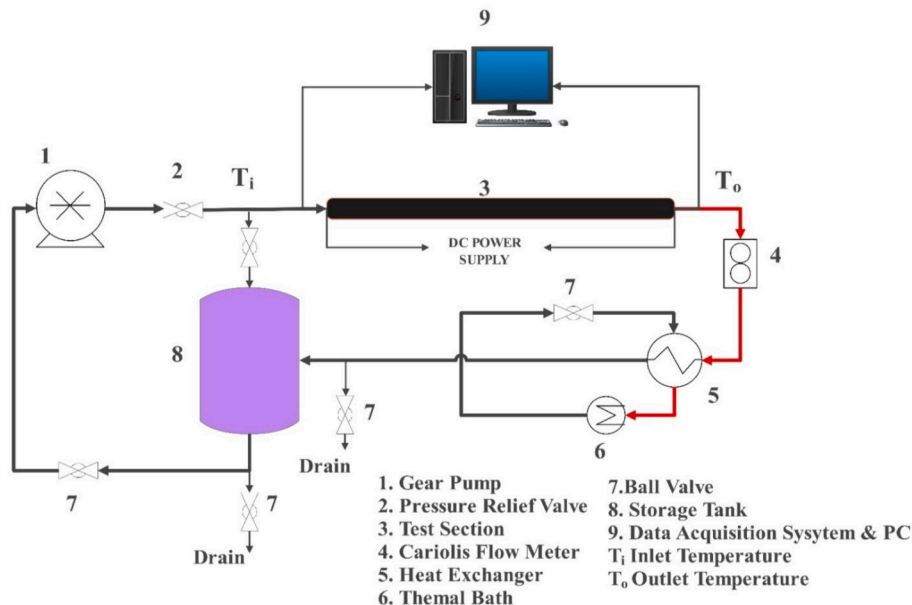 9
1
2
Ti
3
To
DC POWER
SUPPLY
4
7
8
5
7
6
Drain
7
7
Drain
1. Gear Pump
2. Pressure Relief Valve
3. Test Section
4. Cariolis Flow Meter
5. Heat Exchanger
6. Themal Bath
7.Ball Valve
8. Storage Tank
9. Data Acquisition Sysytem & PC
Ti Inlet Temperature
To Outlet Temperature